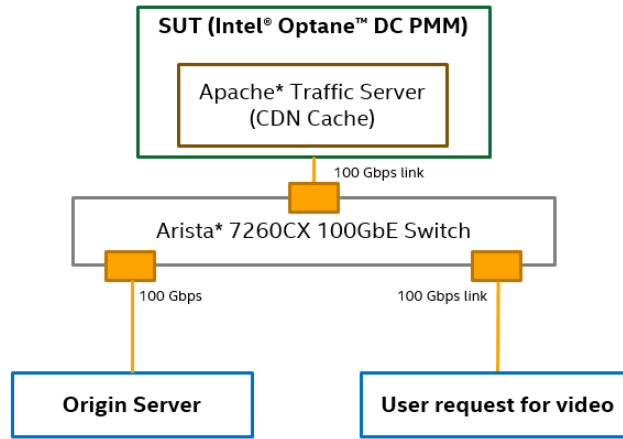 SUT (Intel® Optane™ DC PMM)
Apache* Traffic Server
(CDN Cache)
100 Gbps link
Arista* 7260CX 100GbE Switch
100 Gbps
100 Gbps link
Origin Server
User request for video